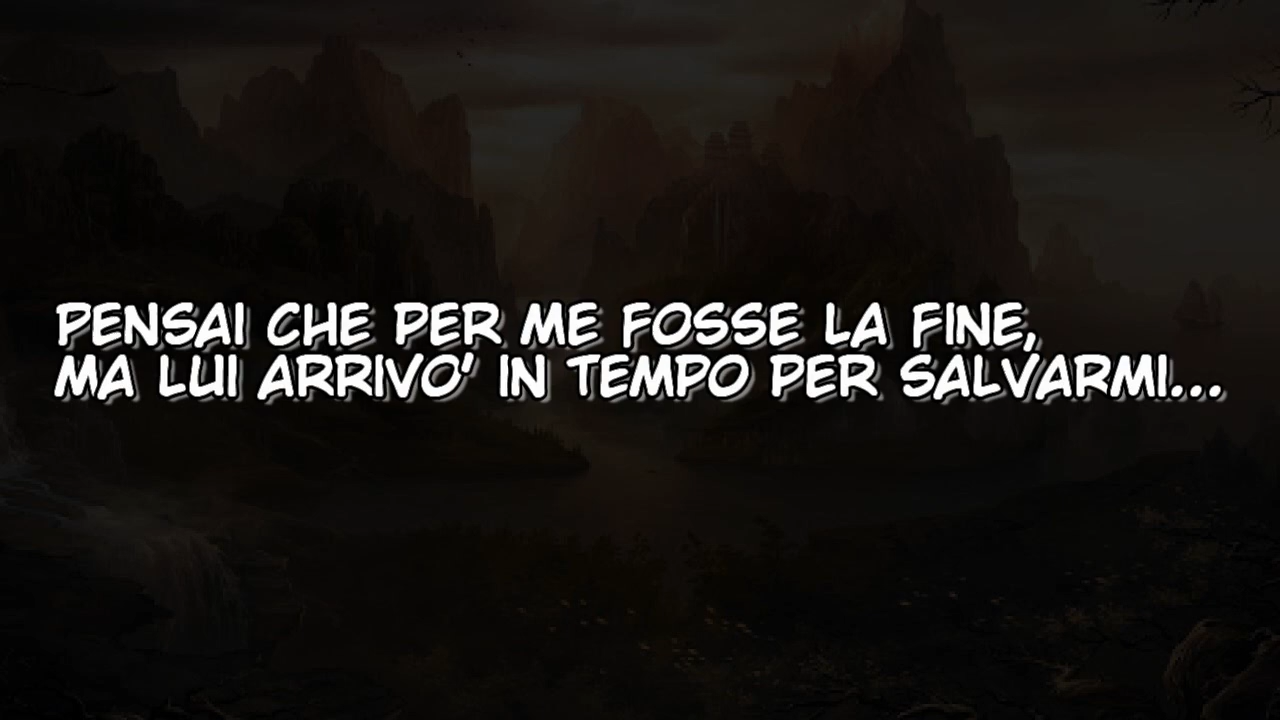 PENSAI CHE PER ME FOSSE LA FINE,
MA LUI ARRIVO' IN TEMPO PER SALVARMI...